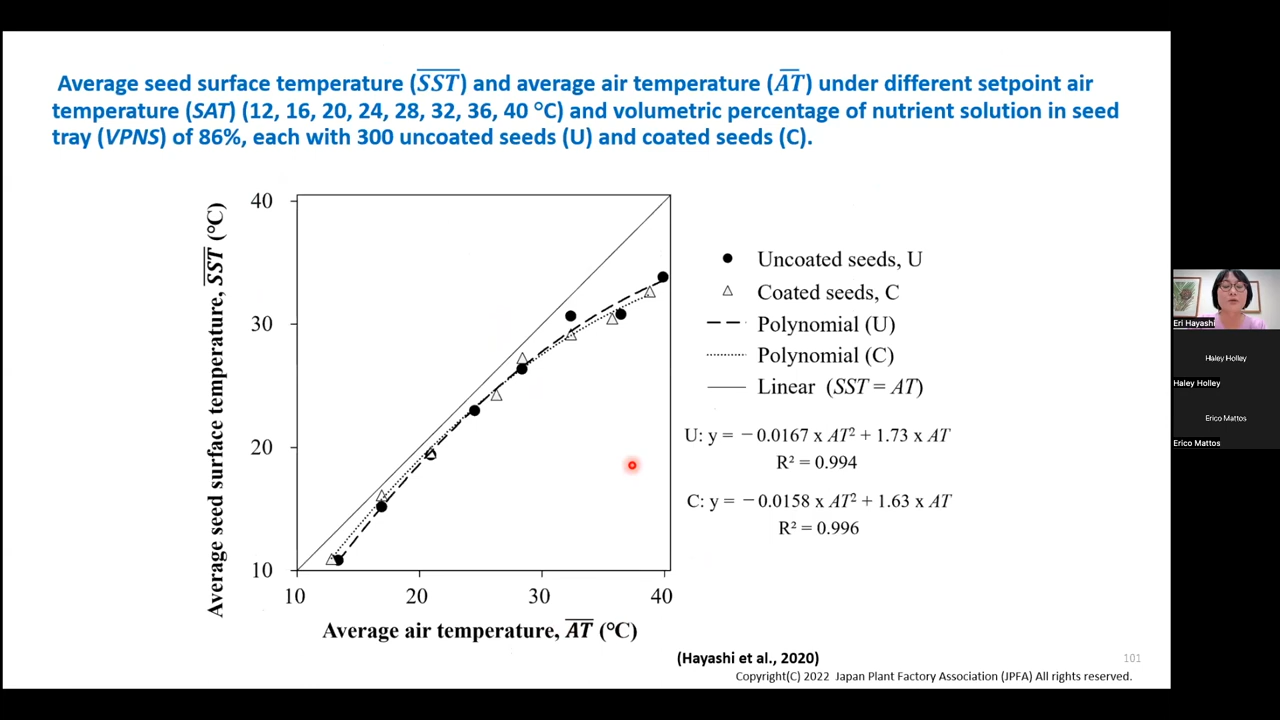 Average seed surface temperature (S̅S̅T̅) and average air temperature (A̅T̅) under different setpoint air
temperature (SAT) (12, 16, 20, 24, 28, 32, 36, 40 °C) and volumetric percentage of nutrient solution in seed
tray (VPNS) of 86%, each with 300 uncoated seeds (U) and coated seeds (C).
Average seed surface temperature, S̅S̅T̅ (°C)
40
30
20
10
10 20 30 40
Average air temperature, A̅T̅ (°C)
Uncoated seeds, U
Coated seeds, C
Polynomial (U)
Polynomial (C)
Linear (SST = AT)
U: y = −0.0167 x AT² + 1.73 x AT
R² = 0.994
C: y = −0.0158 x AT² + 1.63 x AT
R² = 0.996
(Hayashi et al., 2020)
101
Copyright(C) 2022 Japan Plant Factory Association (JPFA) All rights reserved.
Eri Hayashi
Haley Holley
Haley Holley
Erico Mattos
Erico Mattos